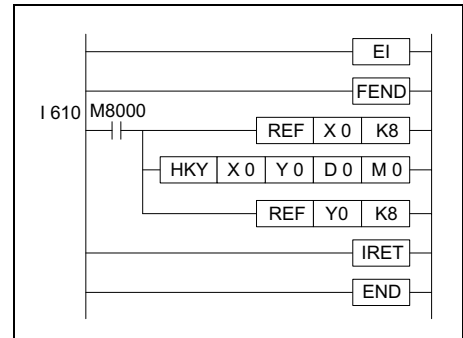 EI
FEND
I 610 M8000
REF X 0 K8
HKY X 0 Y 0 D 0 M 0
REF Y0 K8
IRET
END